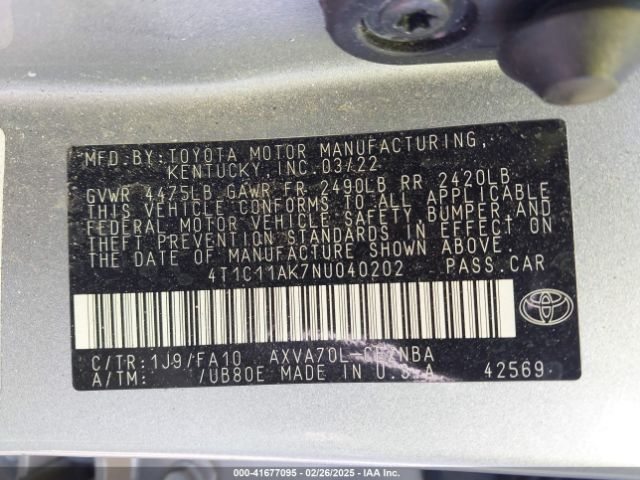 MFD.BY:TOYOTA MOTOR MANUFACTURING,
KENTUCKY,INC.03/22
GVWR 4475LB GAWR FR 2490LB RR 2420LB
THIS VEHICLE CONFORMS TO ALL APPLICABLE
FEDERAL MOTOR VEHICLE SAFETY,BUMPER,AND
THEFT PREVENTION STANDARDS IN EFFECT ON
THE DATE OF MANUFACTURE SHOWN ABOVE.
4T1C11AK7NU040202 PASS.CAR
C/TR:1J9/FA10 AXVA70L-CEZNBA
A/TM: /UB80E MADE IN U.S.A. 42569
TOYOTA
000-41677095 - 02/26/2025 - IAA Inc.